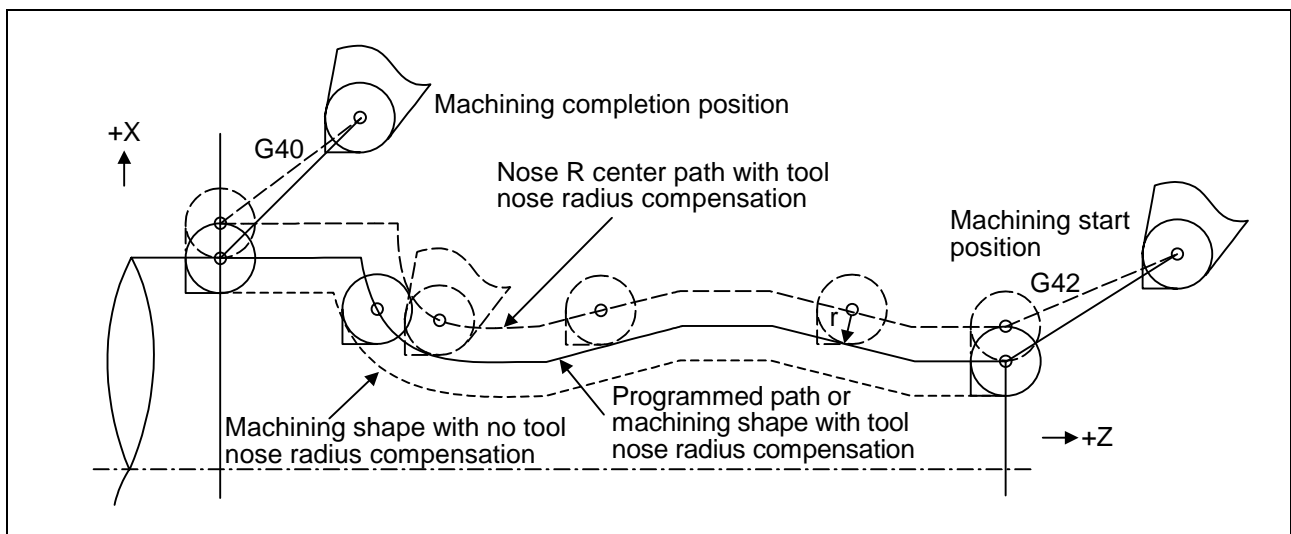 Machining completion position
+X
G40
Nose R center path with tool
nose radius compensation
Machining start
position
G42
r
Programmed path or
machining shape with tool
nose radius compensation
Machining shape with no tool
nose radius compensation
+Z